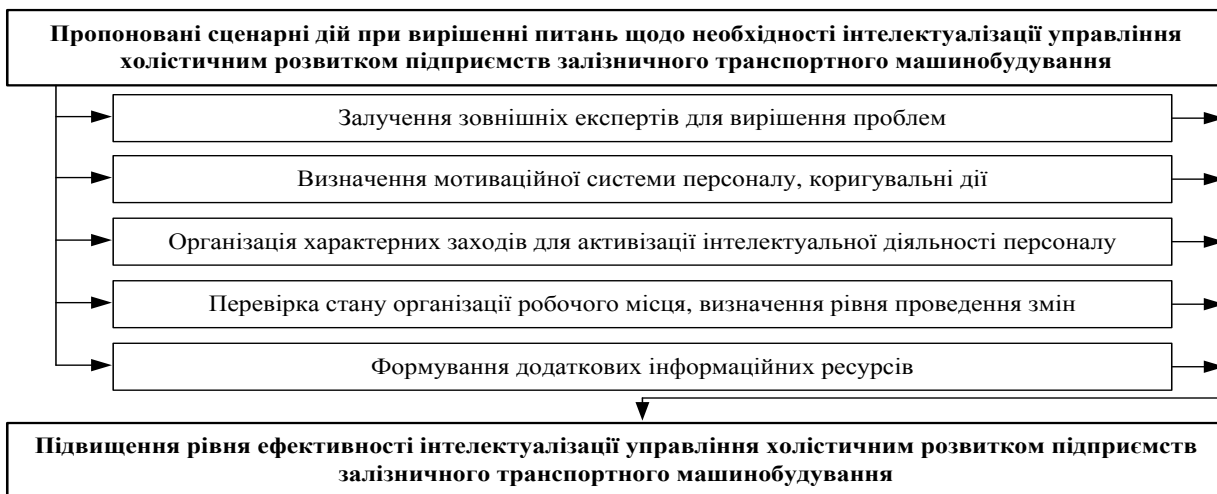 Пропоновані сценарні дій при вирішенні питань щодо необхідності інтелектуалізації управління
холістичним розвитком підприємств залізничного транспортного машинобудування
Залучення зовнішніх експертів для вирішення проблем
Визначення мотиваційної системи персоналу, коригувальні дії
Організація характерних заходів для активізації інтелектуальної діяльності персоналу
Перевірка стану організації робочого місця, визначення рівня проведення змін
Формування додаткових інформаційних ресурсів
Підвищення рівня ефективності інтелектуалізації управління холістичним розвитком підприємств
залізничного транспортного машинобудування